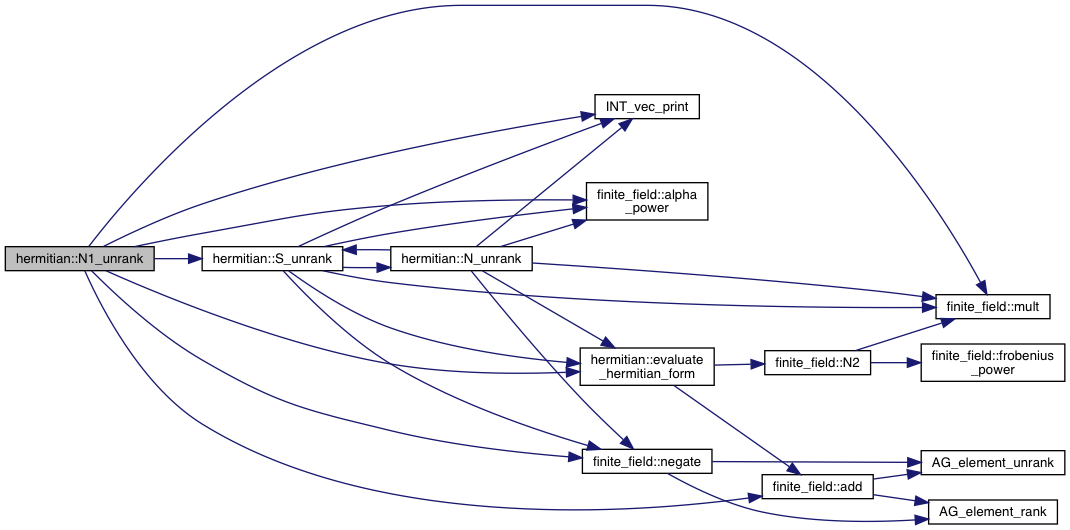 INT_vec_print
finite_field::alpha
_power
hermitian::N1_unrank
hermitian::S_unrank
hermitian::N_unrank
finite_field::mult
hermitian::evaluate
_hermitian_form
finite_field::N2
finite_field::frobenius
_power
finite_field::negate
AG_element_unrank
finite_field::add
AG_element_rank